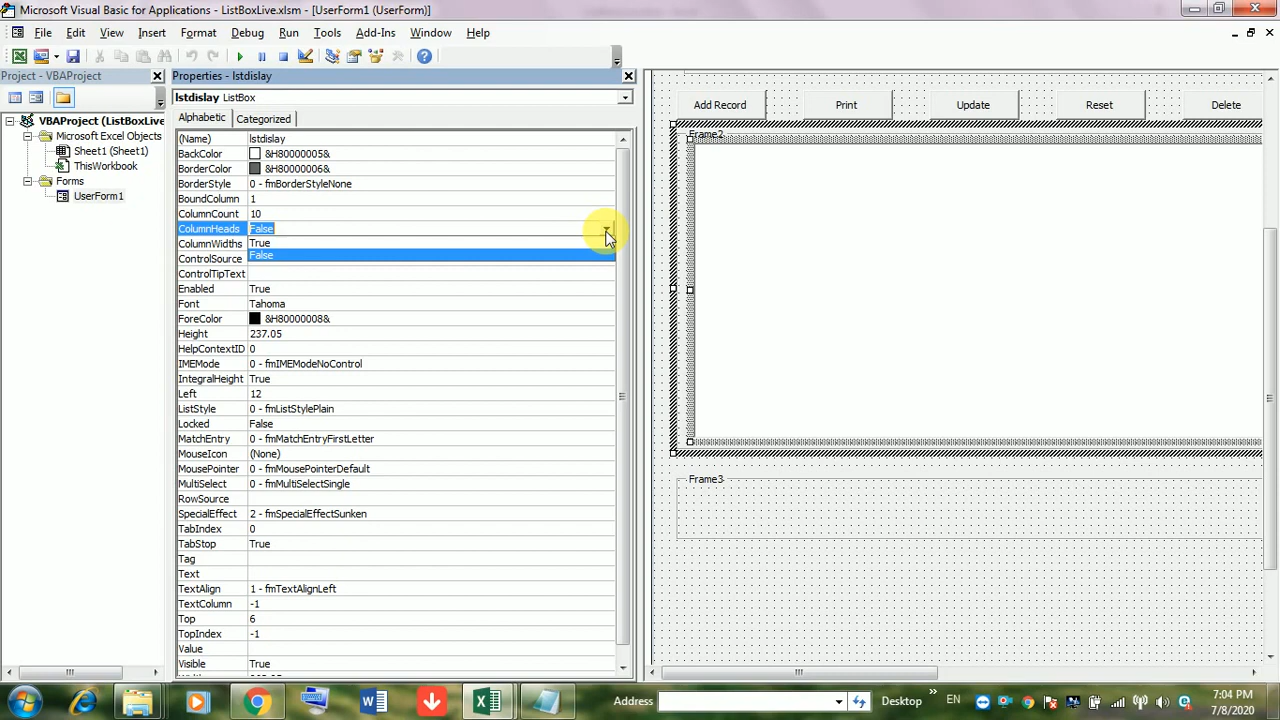 Microsoft Visual Basic for Applications - ListBoxLive.xlsm - [UserForm1 (UserForm)]
File Edit View Insert Format Debug Run Tools Add-Ins Window Help
Project - VBAProject
VBAProject (ListBoxLive
Microsoft Excel Objects
Sheet1 (Sheet1)
ThisWorkbook
Forms
UserForm1
Properties - lstdislay
lstdislay ListBox
Alphabetic Categorized
(Name) lstdislay
BackColor &H80000005&
BorderColor &H80000006&
BorderStyle 0 - fmBorderStyleNone
BoundColumn 1
ColumnCount 10
ColumnHeads False
ColumnWidths True
False
ControlSource
ControlTipText
Enabled True
Font Tahoma
ForeColor &H80000008&
Height 237.05
HelpContextID 0
IMEMode 0 - fmIMEModeNoControl
IntegralHeight True
Left 12
ListStyle 0 - fmListStylePlain
Locked False
MatchEntry 0 - fmMatchEntryFirstLetter
MouseIcon (None)
MousePointer 0 - fmMousePointerDefault
MultiSelect 0 - fmMultiSelectSingle
RowSource
SpecialEffect 2 - fmSpecialEffectSunken
TabIndex 0
TabStop True
Tag
Text
TextAlign 1 - fmTextAlignLeft
TextColumn -1
Top 6
TopIndex -1
Value
Visible True
Add Record Print Update Reset Delete
Frame2
Frame3
Address Desktop » EN
7:04 PM
7/8/2020